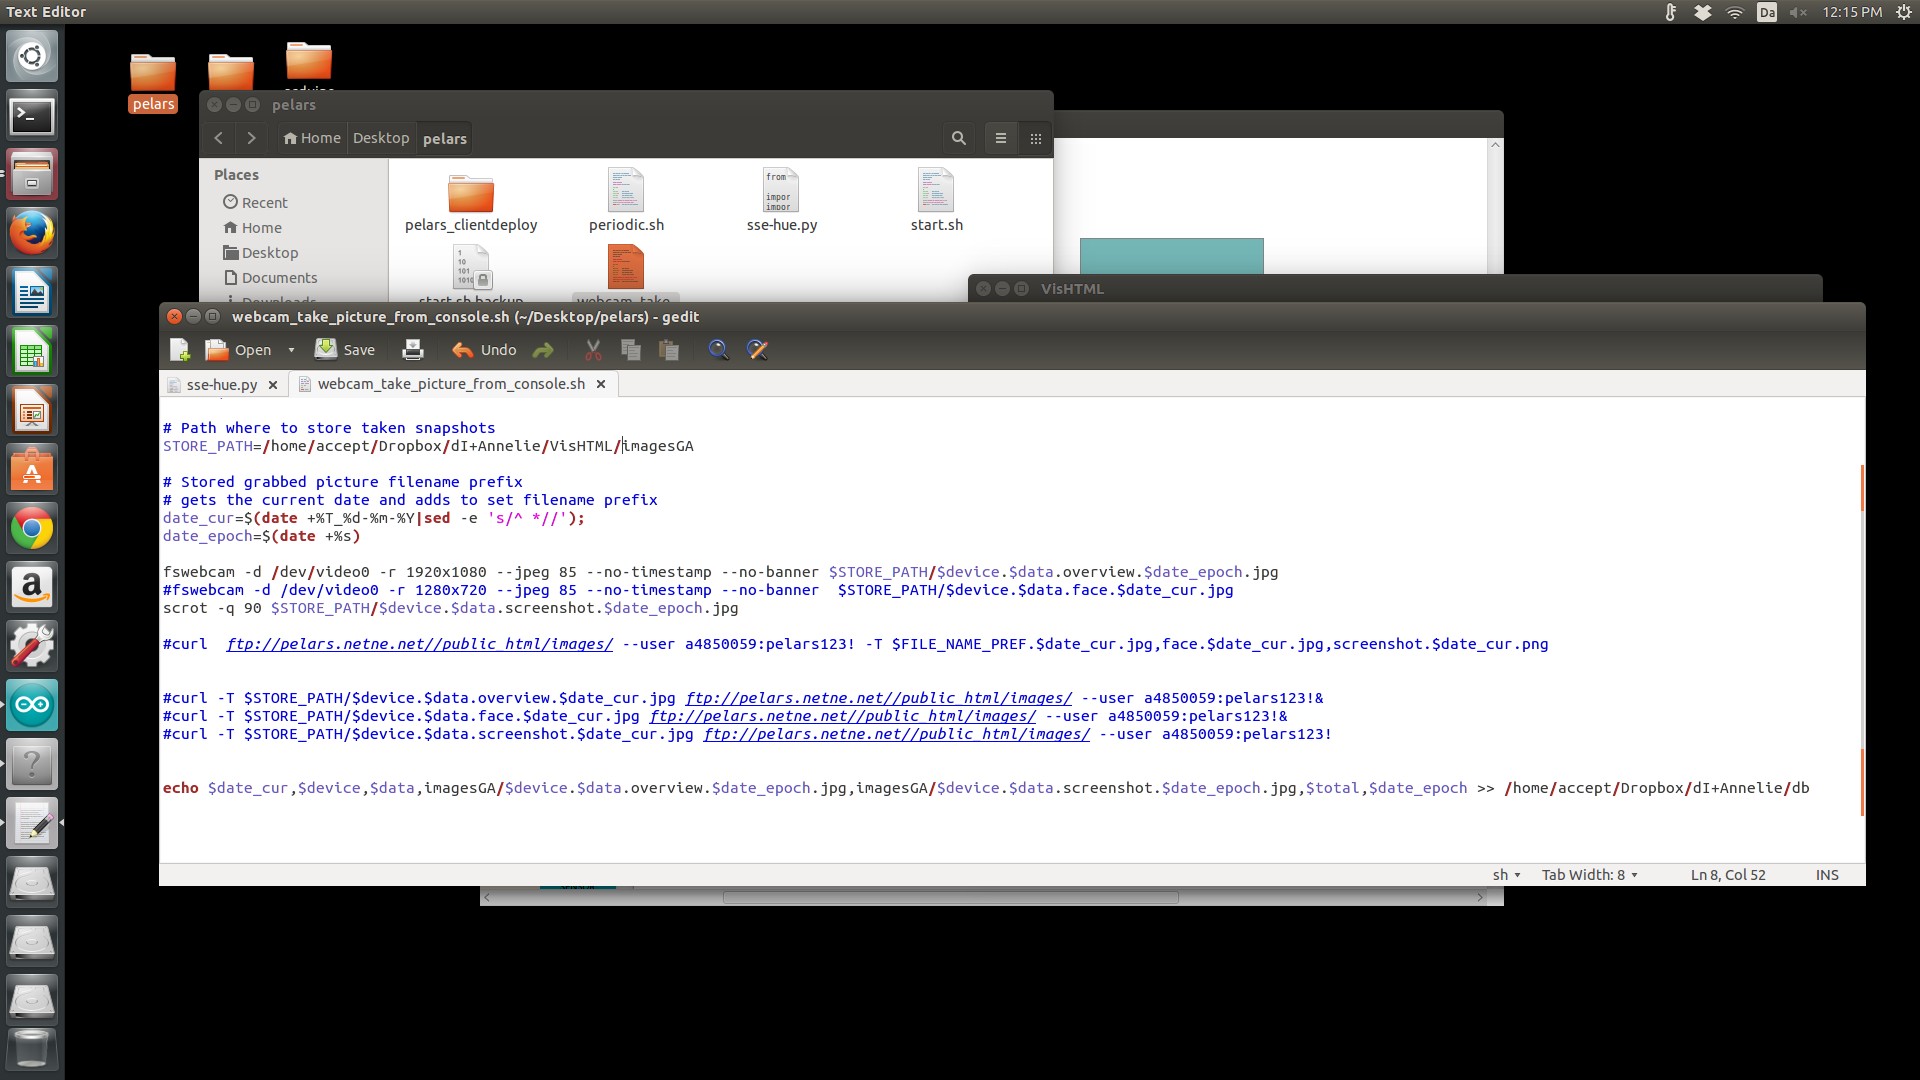 Text Editor
Da
12:15 PM
pelars
pelars
Home
Desktop
pelars
Places
Recent
Home
Desktop
Documents
pelars_clientdeploy
periodic.sh
sse-hue.py
start.sh
from
impor
impor
1
10
101
1010
start.sh.backup
webcam_take_
VisHTML
webcam_take_picture_from_console.sh (~/Desktop/pelars) - gedit
Open
Save
Undo
sse-hue.py
webcam_take_picture_from_console.sh
# Path where to store taken snapshots
STORE_PATH=/home/accept/Dropbox/dI+Annelie/VisHTML/imagesGA
# Stored grabbed picture filename prefix
# gets the current date and adds to set filename prefix
date_cur=$(date +%T_%d-%m-%Y|sed -e 's/^ *//');
date_epoch=$(date +%s)
fswebcam -d /dev/video0 -r 1920x1080 --jpeg 85 --no-timestamp --no-banner $STORE_PATH/$device.$data.overview.$date_epoch.jpg
#fswebcam -d /dev/video0 -r 1280x720 --jpeg 85 --no-timestamp --no-banner  $STORE_PATH/$device.$data.face.$date_cur.jpg
scrot -q 90 $STORE_PATH/$device.$data.screenshot.$date_epoch.jpg
#curl  ftp://pelars.netne.net//public_html/images/ --user a4850059:pelars123! -T $FILE_NAME_PREF.$date_cur.jpg,face.$date_cur.jpg,screenshot.$date_cur.png
#curl -T $STORE_PATH/$device.$data.overview.$date_cur.jpg ftp://pelars.netne.net//public_html/images/ --user a4850059:pelars123!&
#curl -T $STORE_PATH/$device.$data.face.$date_cur.jpg ftp://pelars.netne.net//public_html/images/ --user a4850059:pelars123!&
#curl -T $STORE_PATH/$device.$data.screenshot.$date_cur.jpg ftp://pelars.netne.net//public_html/images/ --user a4850059:pelars123!
echo $date_cur,$device,$data,imagesGA/$device.$data.overview.$date_epoch.jpg,imagesGA/$device.$data.screenshot.$date_epoch.jpg,$total,$date_epoch >> /home/accept/Dropbox/dI+Annelie/db
sh
Tab Width: 8
Ln 8, Col 52
INS